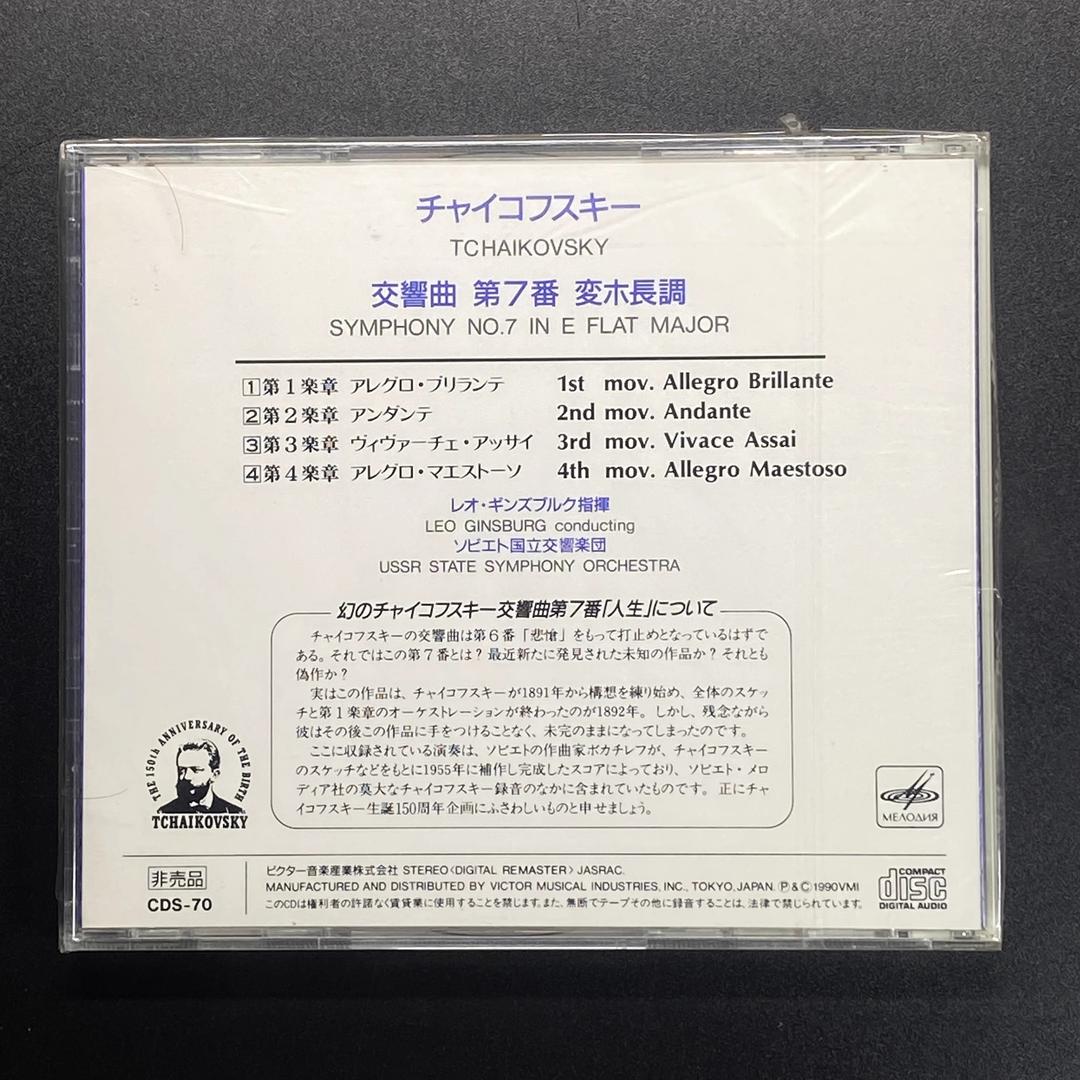 チャイコフスキー
TCHAIKOVSKY
交響曲 第7番 変ホ長調
SYMPHONY NO.7 IN E FLAT MAJOR
1 第1楽章 アレグロ・ブリランテ 1st mov. Allegro Brillante
2 第2楽章 アンダンテ 2nd mov. Andante
3 第3楽章 ヴィヴァーチェ・アッサイ 3rd mov. Vivace Assai
4 第4楽章 アレグロ・マエストーソ 4th mov. Allegro Maestoso
レオ・ギンズブルク指揮
LEO GINSBURG conducting
ソビエト国立交響楽団
USSR STATE SYMPHONY ORCHESTRA
幻のチャイコフスキー交響曲第7番「人生」について
チャイコフスキーの交響曲は第6番「悲愴」をもって打止めとなっているはずで
ある。それではこの第7番とは?最近新たに発見された未知の作品か?それとも
偽作か?
実はこの作品は、チャイコフスキーが1891年から構想を練り始め、全体のスケッ
チと第1楽章のオーケストレーションが終わったのが1892年。しかし、残念ながら
彼はその後この作品に手をつけることなく、未完のままになってしまったのです。
ここに収録されている演奏は、ソビエトの作曲家ボカチレフが、チャイコフスキー
のスケッチなどをもとに1955年に補作し完成したスコアによっており、ソビエト・メロ
ディア社の莫大なチャイコフスキー録音のなかに含まれていたものです。正にチャ
イコフスキー生誕150周年企画にふさわしいものと申せましょう。
THE 150th ANNIVERSARY OF THE BIRTH
TCHAIKOVSKY
МЕЛОДИЯ
非売品
CDS-70
ビクター音楽産業株式会社 STEREO〈DIGITAL REMASTER〉JASRAC.
MANUFACTURED AND DISTRIBUTED BY VICTOR MUSICAL INDUSTRIES, INC., TOKYO, JAPAN. Ⓟ&Ⓒ1990VMI
このCDは権利者の許諾なく賃貸業に使用することを禁じます。また、無断でテープその他に録音することは、法律で禁じられています。
COMPACT
disc
DIGITAL AUDIO